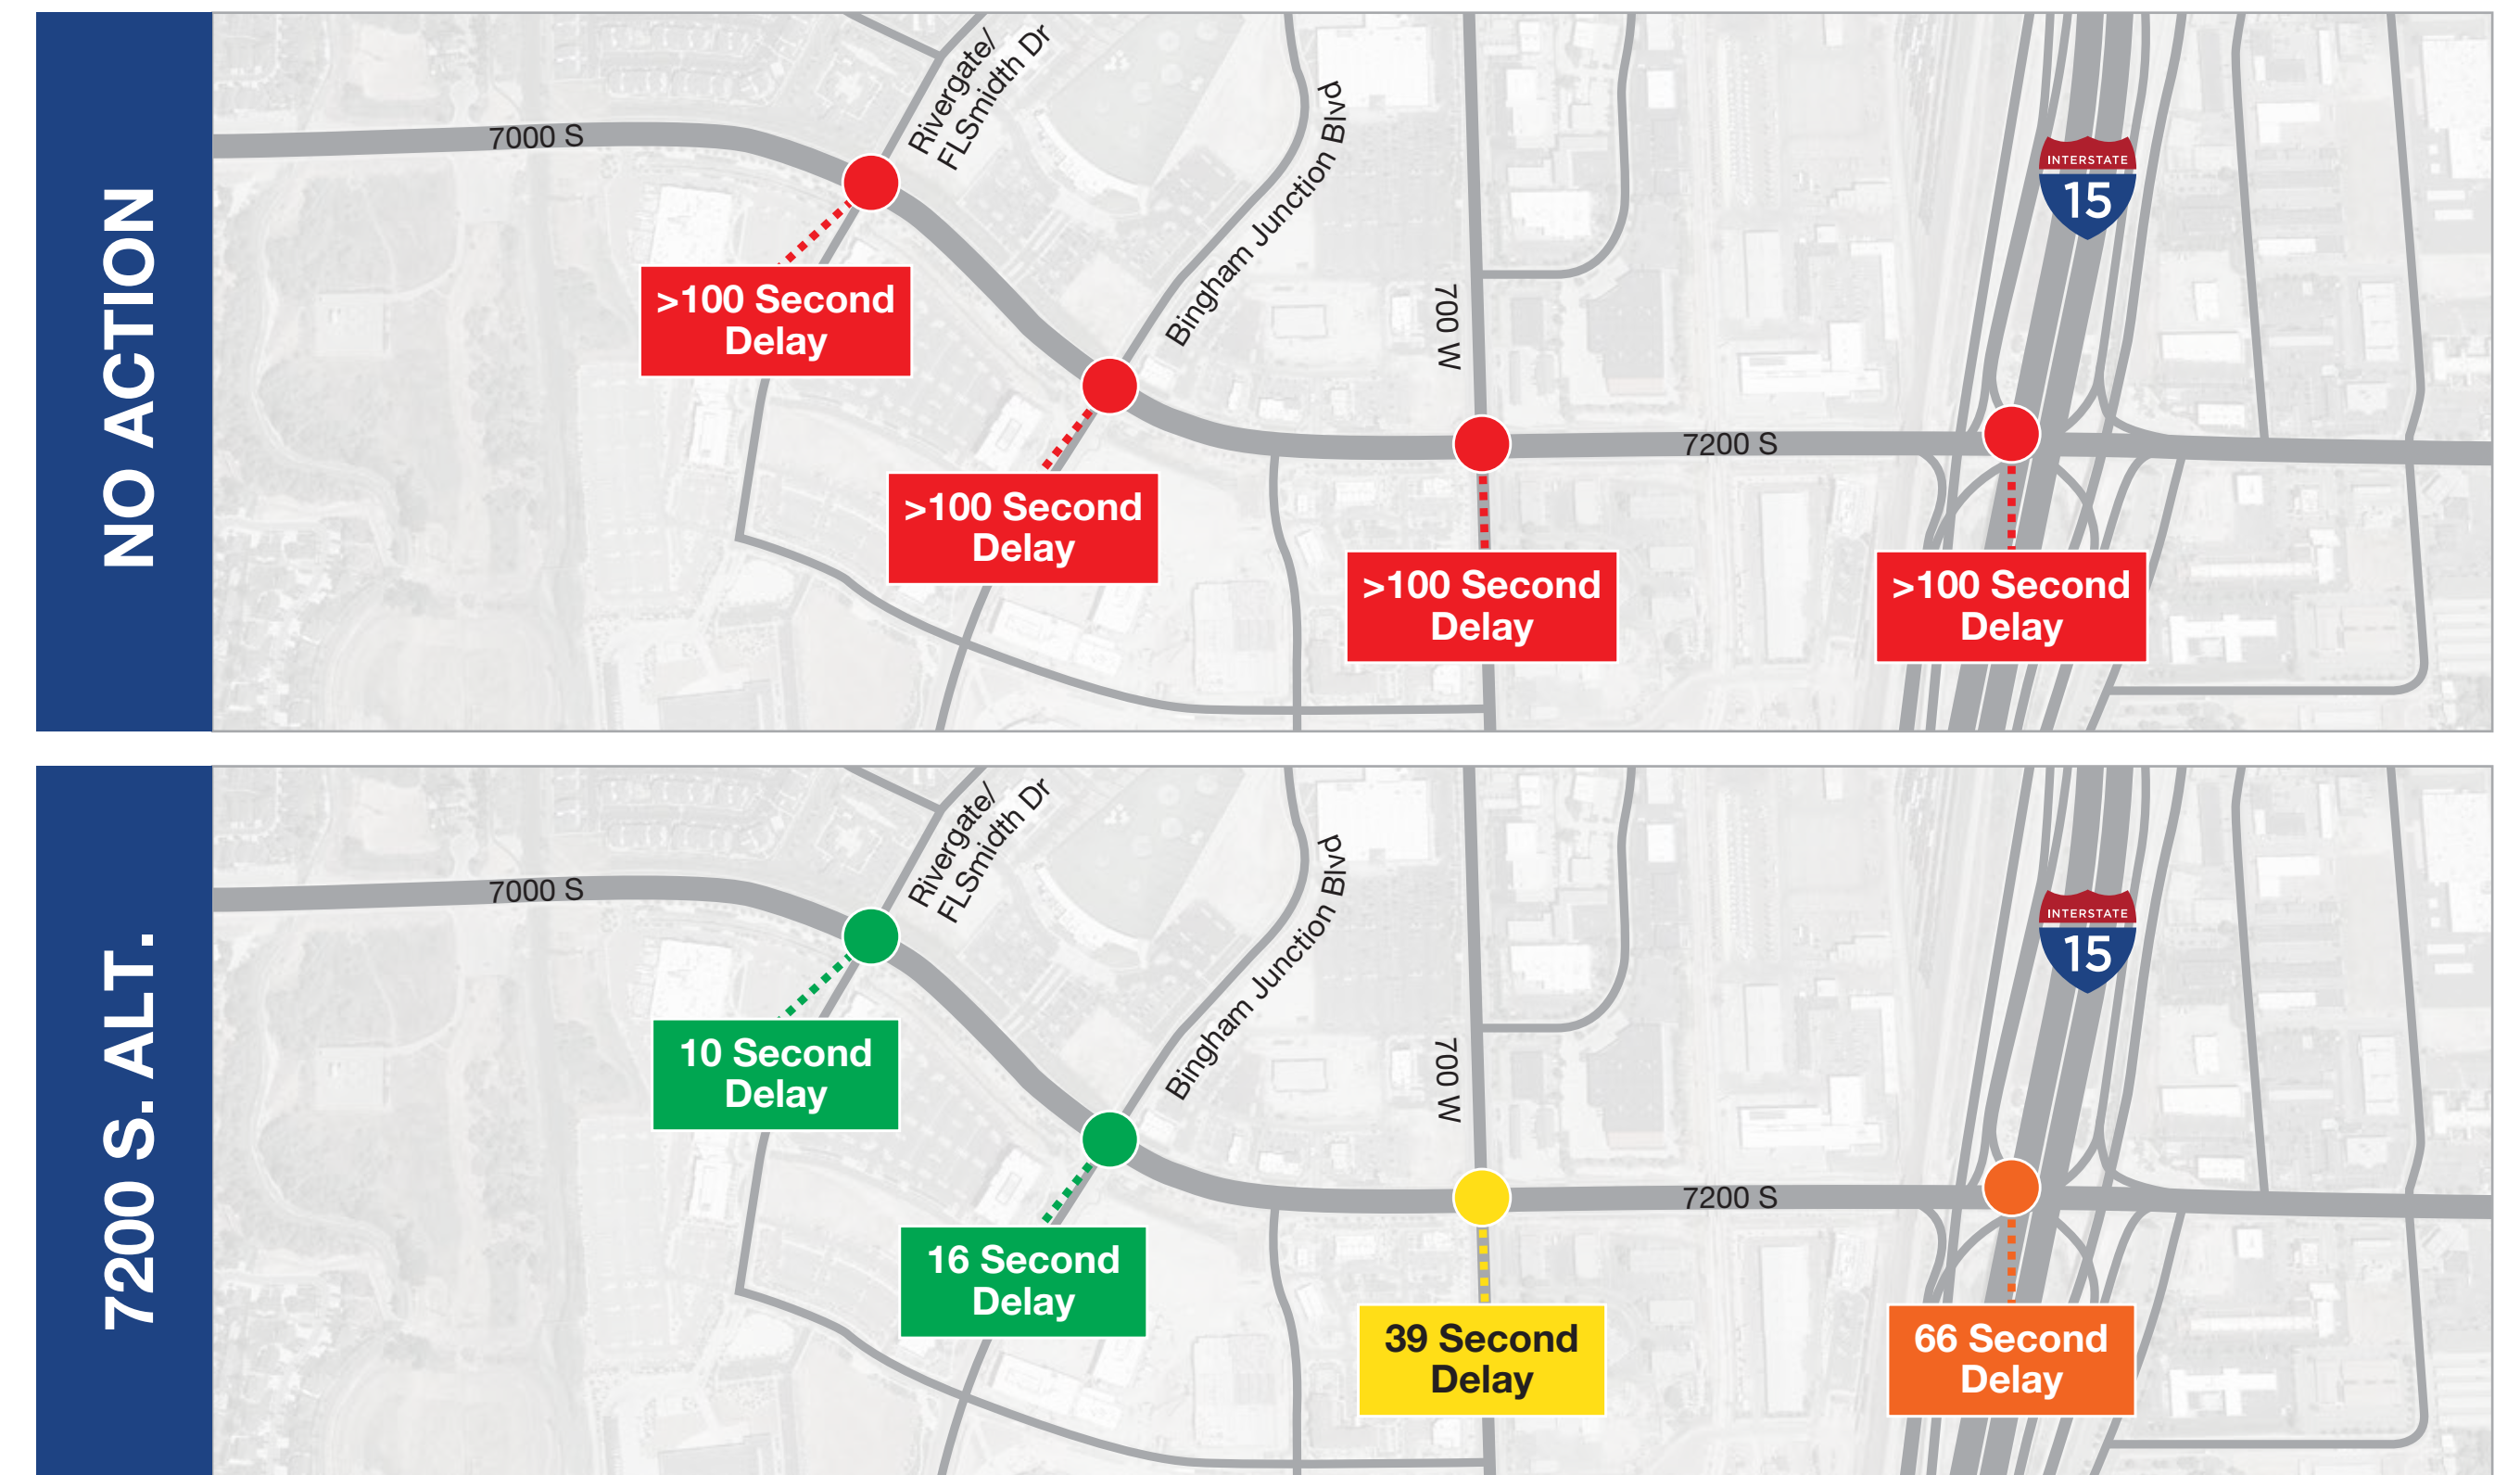 NO ACTION
7000 S
Rivergate/
FLSmidth Dr
Bingham Junction Blvd
700 W
7200 S
INTERSTATE
15
>100 Second
Delay
>100 Second
Delay
>100 Second
Delay
>100 Second
Delay
7200 S. ALT.
7000 S
Rivergate/
FLSmidth Dr
Bingham Junction Blvd
700 W
7200 S
INTERSTATE
15
10 Second
Delay
16 Second
Delay
39 Second
Delay
66 Second
Delay